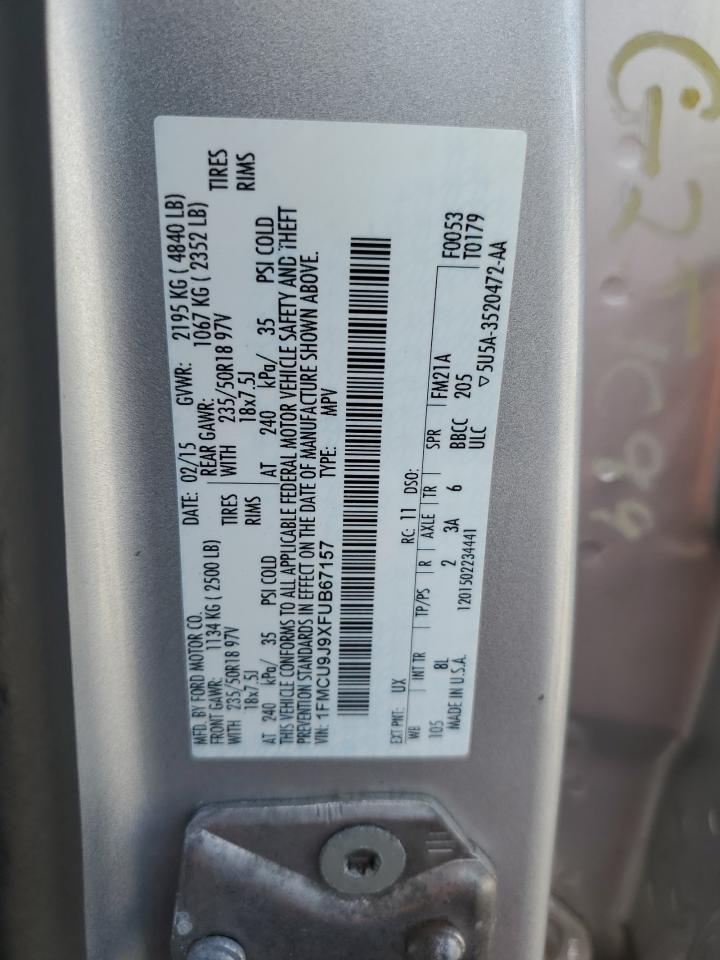 MFD. BY FORD MOTOR CO.
DATE: 02/15 GVWR: 2195 KG ( 4840 LB)
FRONT GAWR: 1134 KG ( 2500 LB) REAR GAWR: 1067 KG ( 2352 LB)
WITH 235/50R18 97V TIRES WITH 235/50R18 97V TIRES
18x7.5J RIMS 18x7.5J RIMS
AT 240 kPa/ 35 PSI COLD AT 240 kPa/ 35 PSI COLD
THIS VEHICLE CONFORMS TO ALL APPLICABLE FEDERAL MOTOR VEHICLE SAFETY AND THEFT
PREVENTION STANDARDS IN EFFECT ON THE DATE OF MANUFACTURE SHOWN ABOVE.
VIN: 1FMCU9J9XFUB67157 TYPE: MPV
EXT PNT: UX RC: 11 DSO: F0053
WB INT TR TP/PS R AXLE TR SPR FM21A T0179
105 8L 2 3A 6 BBCC 205
MADE IN U.S.A. 1201502234441 ULC ▽5U5A-3520472-AA